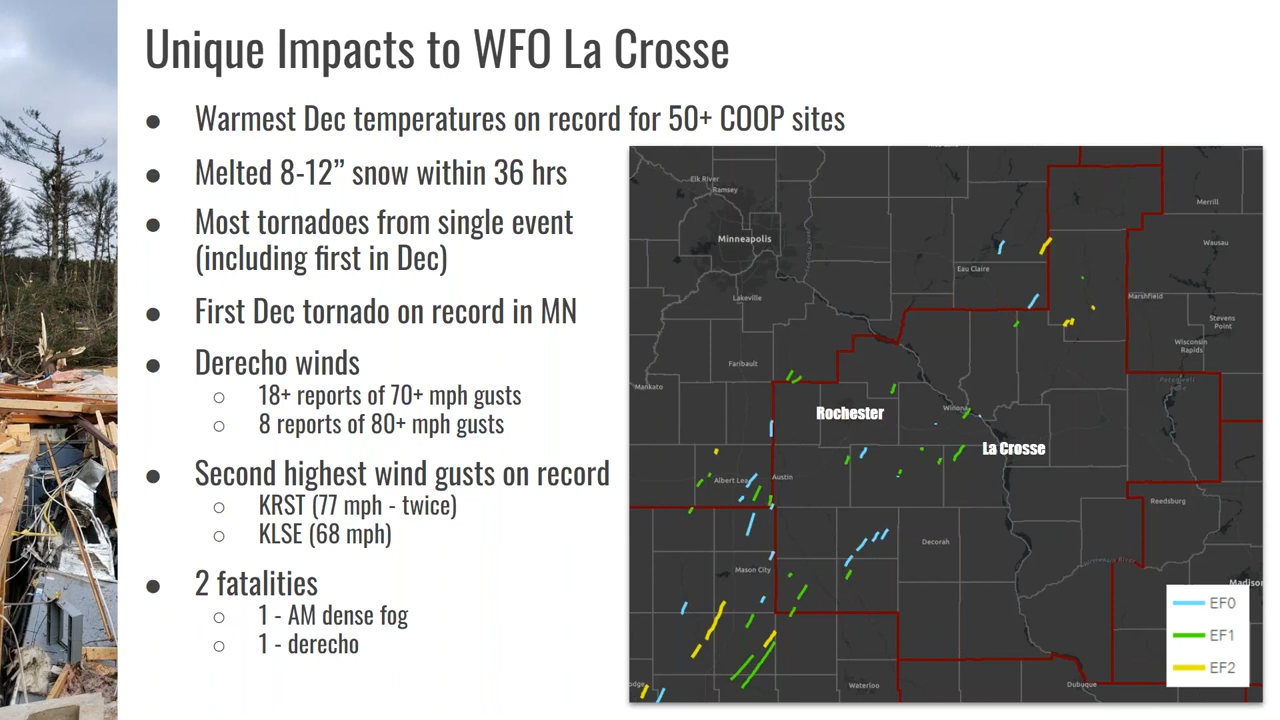 Unique Impacts to WFO La Crosse
● Warmest Dec temperatures on record for 50+ COOP sites
● Melted 8-12” snow within 36 hrs
● Most tornadoes from single event
(including first in Dec)
● First Dec tornado on record in MN
● Derecho winds
○ 18+ reports of 70+ mph gusts
○ 8 reports of 80+ mph gusts
● Second highest wind gusts on record
○ KRST (77 mph - twice)
○ KLSE (68 mph)
● 2 fatalities
○ 1 - AM dense fog
○ 1 - derecho
Elk River
Ramsey
Merrill
Minneapolis
Wausau
Eau Claire
Lakeville
Marshfield
Stevens
Point
Wisconsin
Rapids
Faribault
Mankato
Rochester
Winona
La Crosse
Albert Lea
Austin
Reedsburg
Decorah
Mason City
Madison
EF0
EF1
EF2
Waterloo
Dubuque